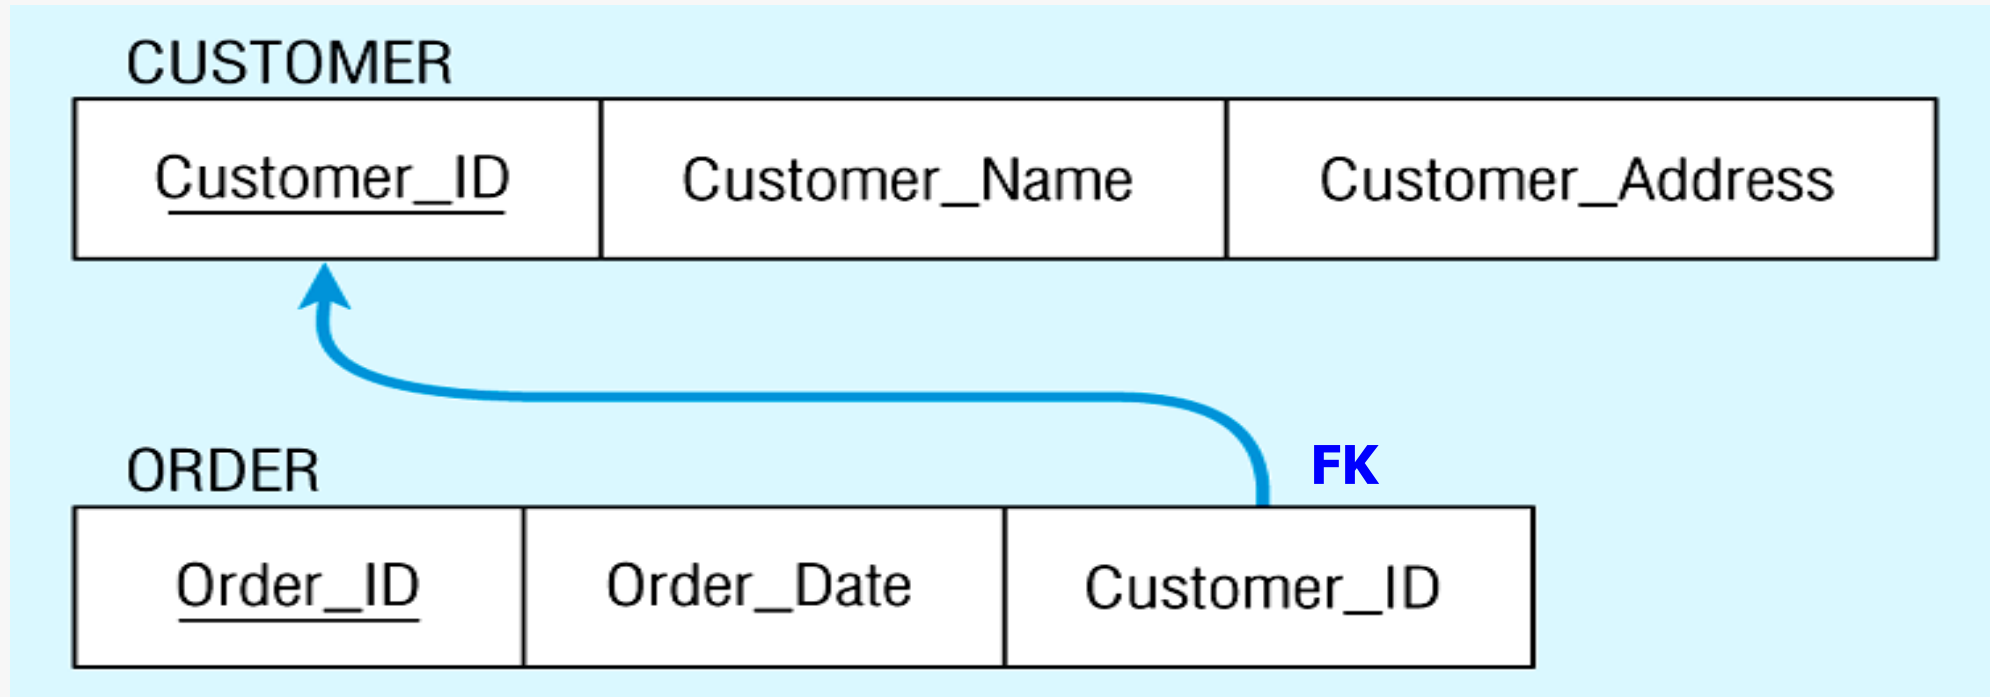 CUSTOMER
Customer_ID Customer_Name Customer_Address
FK
ORDER
Order_ID Order_Date Customer_ID